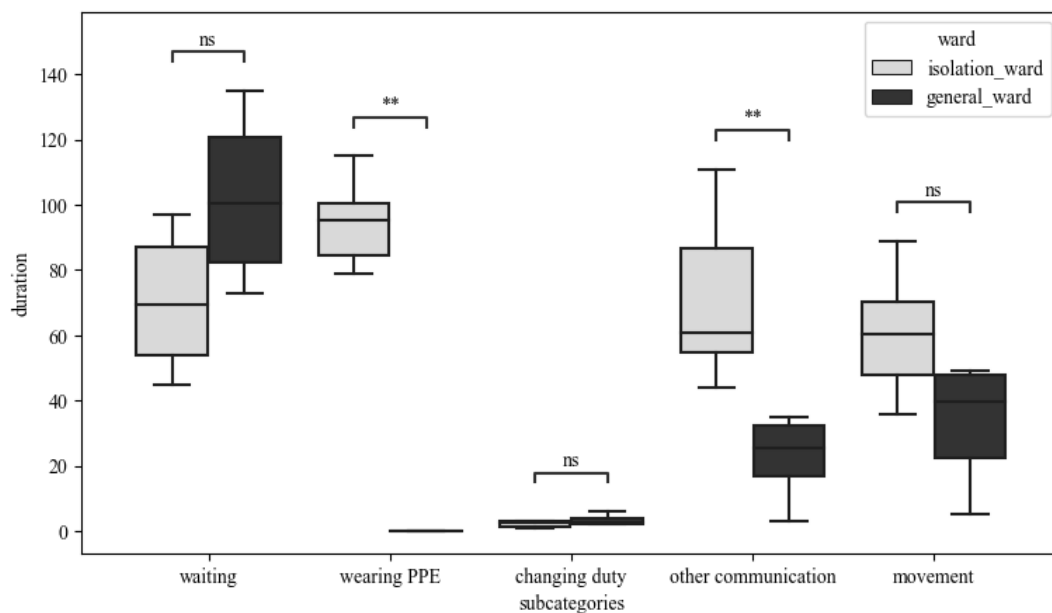 ns
ward
isolation_ward
general_ward
140
**
**
120
100
ns
80
60
40
20
ns
0
duration
waiting
wearing PPE
changing duty
other communication
movement
subcategories